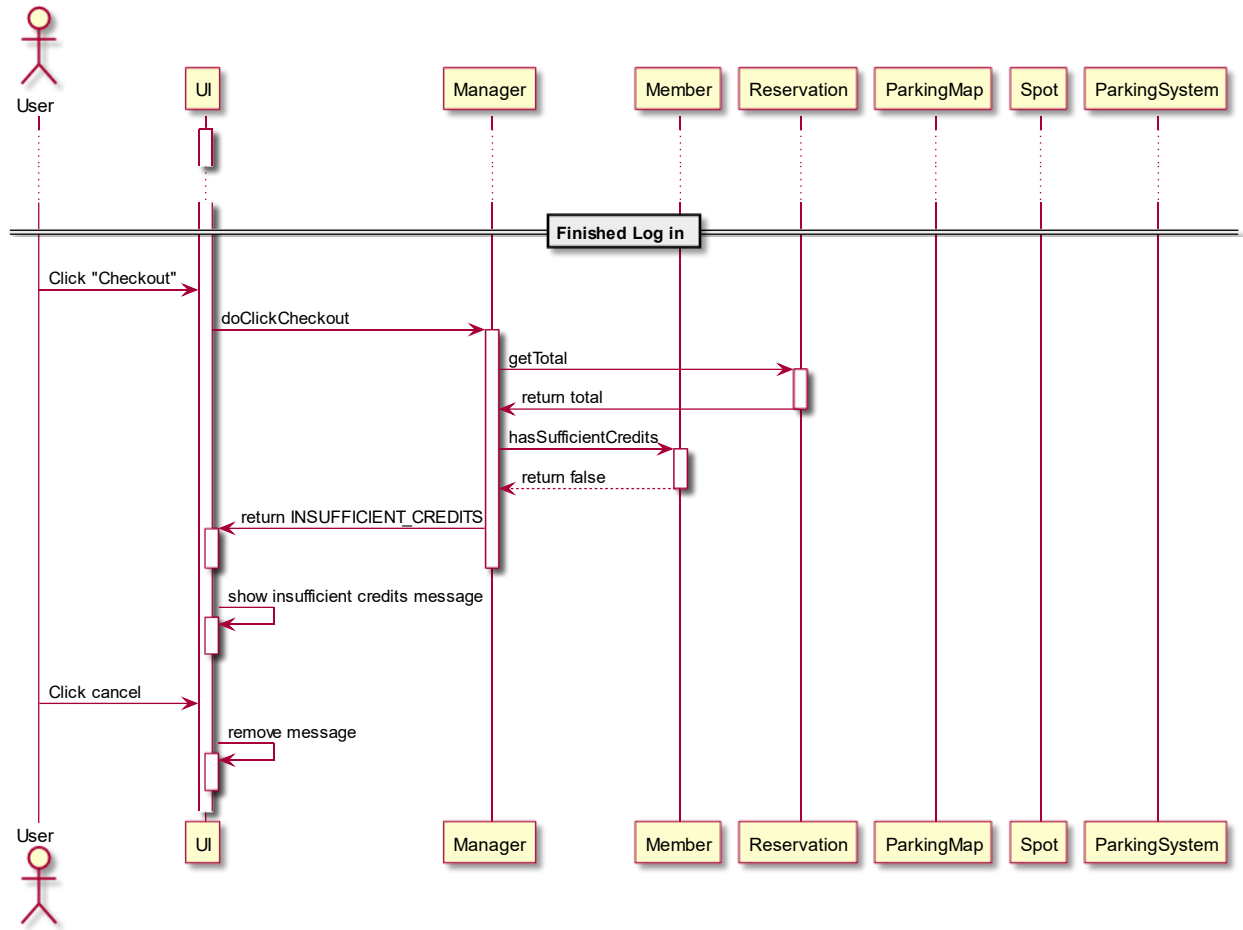 User
UI
Manager
Member
Reservation
ParkingMap
Spot
ParkingSystem
Finished Log in
Click "Checkout"
doClickCheckout
getTotal
return total
hasSufficientCredits
return false
return INSUFFICIENT_CREDITS
show insufficient credits message
Click cancel
remove message
User
UI
Manager
Member
Reservation
ParkingMap
Spot
ParkingSystem